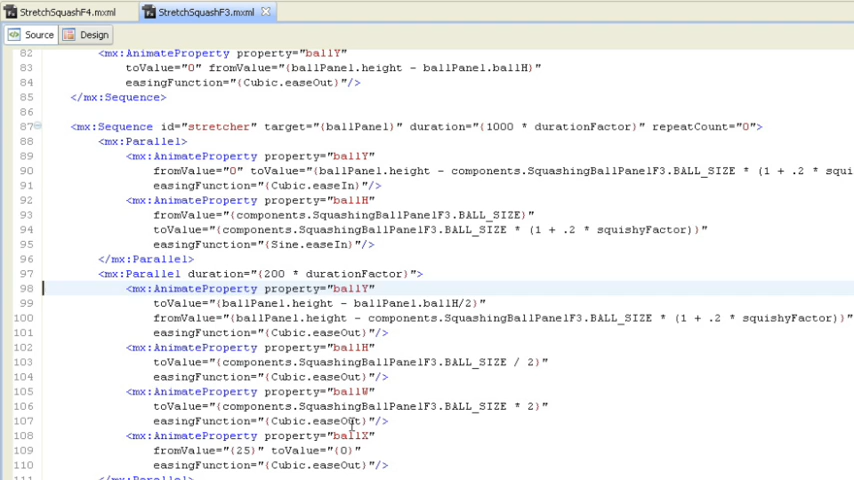 StretchSquashF4.mxml
StretchSquashF3.mxml
Source Design
82 <mx:AnimateProperty property="ballY"
83 toValue="0" fromValue="{ballPanel.height - ballPanel.ballH}"
84 easingFunction="{Cubic.easeOut}"/>
85 </mx:Sequence>
86
87 <mx:Sequence id="stretcher" target="{ballPanel}" duration="{1000 * durationFactor}" repeatCount="0">
88 <mx:Parallel>
89 <mx:AnimateProperty property="ballY"
90 fromValue="0" toValue="{ballPanel.height - components.SquashingBallPanelF3.BALL_SIZE * (1 + .2 * squi
91 easingFunction="{Cubic.easeIn}"/>
92 <mx:AnimateProperty property="ballH"
93 fromValue="{components.SquashingBallPanelF3.BALL_SIZE}"
94 toValue="{components.SquashingBallPanelF3.BALL_SIZE * (1 + .2 * squishyFactor)}"
95 easingFunction="{Sine.easeIn}"/>
96 </mx:Parallel>
97 <mx:Parallel duration="{200 * durationFactor}">
98 <mx:AnimateProperty property="ballY"
99 toValue="{ballPanel.height - ballPanel.ballH/2}"
100 fromValue="{ballPanel.height - components.SquashingBallPanelF3.BALL_SIZE * (1 + .2 * squishyFactor)}"
101 easingFunction="{Cubic.easeOut}"/>
102 <mx:AnimateProperty property="ballH"
103 toValue="{components.SquashingBallPanelF3.BALL_SIZE / 2}"
104 easingFunction="{Cubic.easeOut}"/>
105 <mx:AnimateProperty property="ballW"
106 toValue="{components.SquashingBallPanelF3.BALL_SIZE * 2}"
107 easingFunction="{Cubic.easeOut}"/>
108 <mx:AnimateProperty property="ballX"
109 fromValue="{25}" toValue="{0}"
110 easingFunction="{Cubic.easeOut}"/>
111 </mx:Parallel>